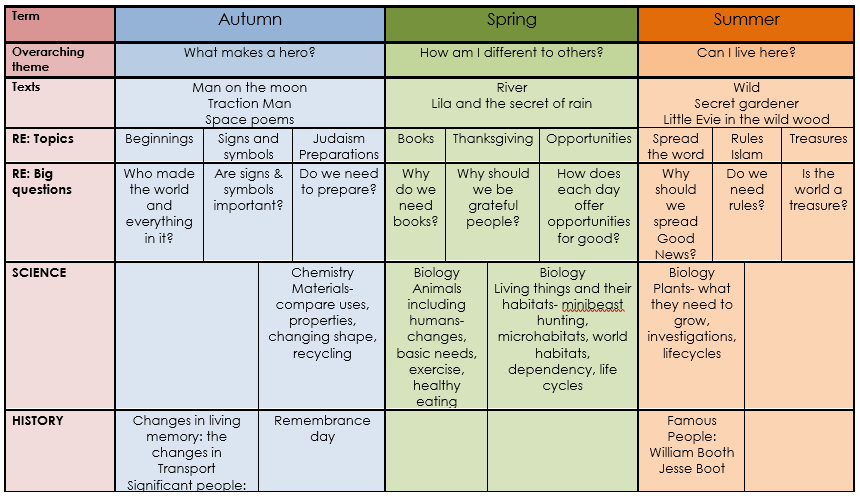 Term
Autumn
Spring
Summer
Overarching
theme
What makes a hero?
How am I different to others?
Can I live here?
Texts
Man on the moon
Traction Man
Space poems
River
Lila and the secret of rain
Wild
Secret gardener
Little Evie in the wild wood
RE: Topics
Beginnings
Signs and
symbols
Judaism
Preparations
Books
Thanksgiving
Opportunities
Spread
the word
Rules
Islam
Treasures
RE: Big
questions
Who made
the world
and
everything
in it?
Are signs &
symbols
important?
Do we need
to prepare?
Why
do we
need
books?
Why should
we be
grateful
people?
How does
each day
offer
opportunities
for good?
Why
should
we
spread
Good
News?
Do we
need
rules?
Is the
world a
treasure?
SCIENCE
Chemistry
Materials-
compare uses,
properties,
changing shape,
recycling
Biology
Animals
including
humans-
changes,
basic needs,
exercise,
healthy
eating
Biology
Living things and their
habitats- minibeast
hunting,
microhabitats, world
habitats,
dependency, life
cycles
Biology
Plants- what
they need to
grow,
investigations,
lifecycles
HISTORY
Changes in living
memory: the
changes in
Transport
Significant people:
Remembrance
day
Famous
People:
William Booth
Jesse Boot